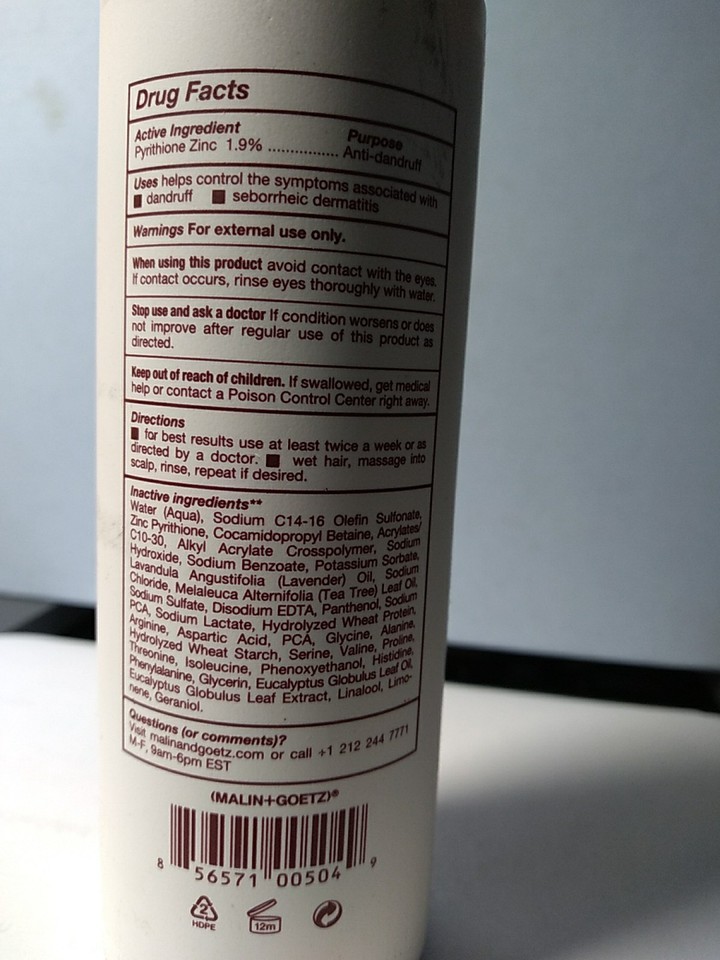 Drug Facts
Active Ingredient Purpose
Pyrithione Zinc 1.9% ................ Anti-dandruff
Uses helps control the symptoms associated with
■ dandruff ■ seborrheic dermatitis
Warnings For external use only.
When using this product avoid contact with the eyes.
If contact occurs, rinse eyes thoroughly with water.
Stop use and ask a doctor If condition worsens or does
not improve after regular use of this product as
directed.
Keep out of reach of children. If swallowed, get medical
help or contact a Poison Control Center right away.
Directions
■ for best results use at least twice a week or as
directed by a doctor. ■ wet hair, massage into
scalp, rinse, repeat if desired.
Inactive ingredients**
Water (Aqua), Sodium C14-16 Olefin Sulfonate,
Zinc Pyrithione, Cocamidopropyl Betaine, Acrylates/
C10-30, Alkyl Acrylate Crosspolymer, Sodium
Hydroxide, Sodium Benzoate, Potassium Sorbate,
Lavandula Angustifolia (Lavender) Oil, Sodium
Chloride, Melaleuca Alternifolia (Tea Tree) Leaf Oil,
Sodium Sulfate, Disodium EDTA, Panthenol, Sodium
PCA, Sodium Lactate, Hydrolyzed Wheat Protein,
Arginine, Aspartic Acid, PCA, Glycine, Alanine,
Hydrolyzed Wheat Starch, Serine, Valine, Proline,
Threonine, Isoleucine, Phenoxyethanol, Histidine,
Phenylalanine, Glycerin, Eucalyptus Globulus Leaf Oil,
Eucalyptus Globulus Leaf Extract, Linalool, Limo-
nene, Geraniol.
Questions (or comments)?
Visit malinandgoetz.com or call +1 212 244 7771
M-F, 9am-6pm EST
(MALIN+GOETZ)®
8 56571 00504 9
2
HDPE
12m